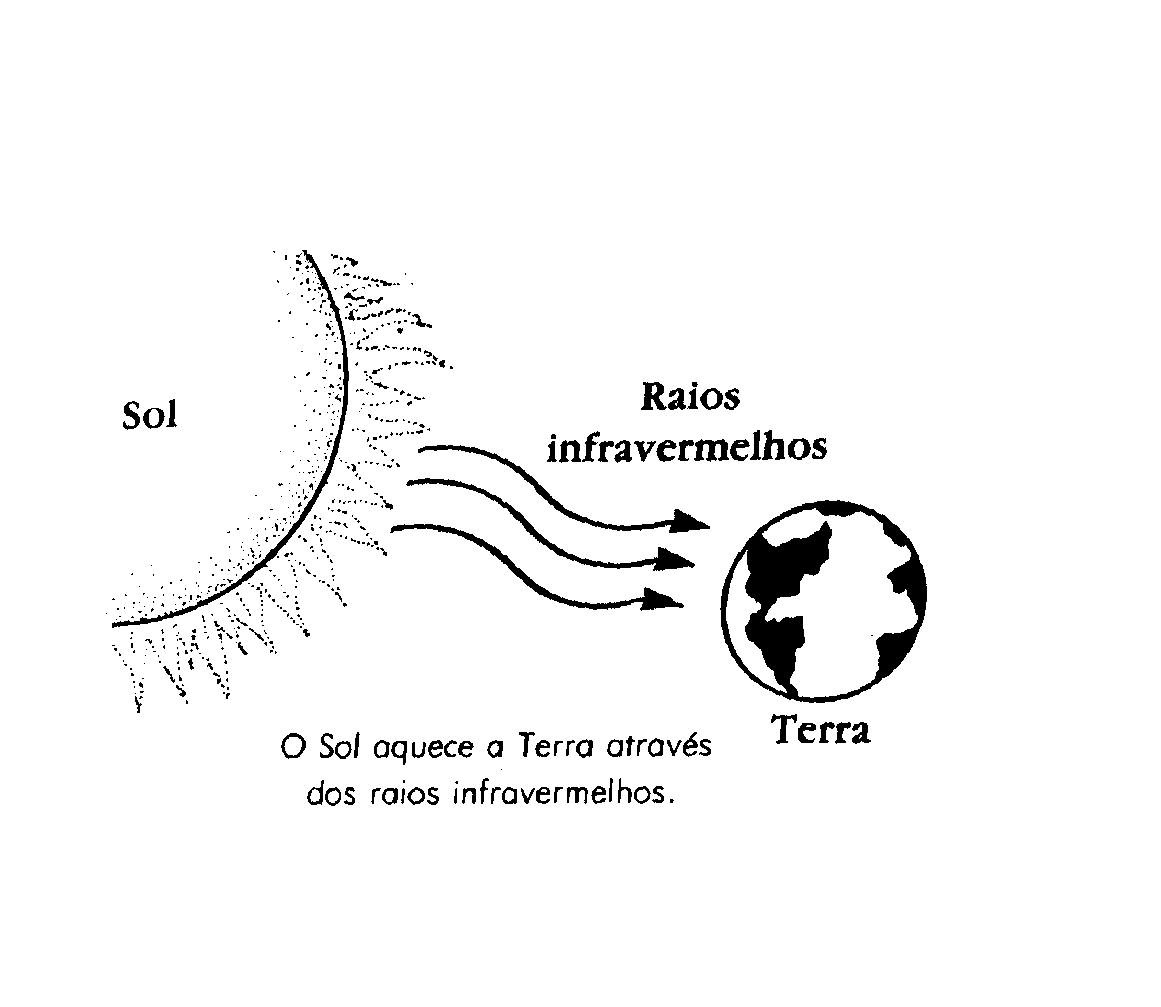 Sol
Raios
infravermelhos
Terra
O Sol aquece a Terra através
dos raios infravermelhos.